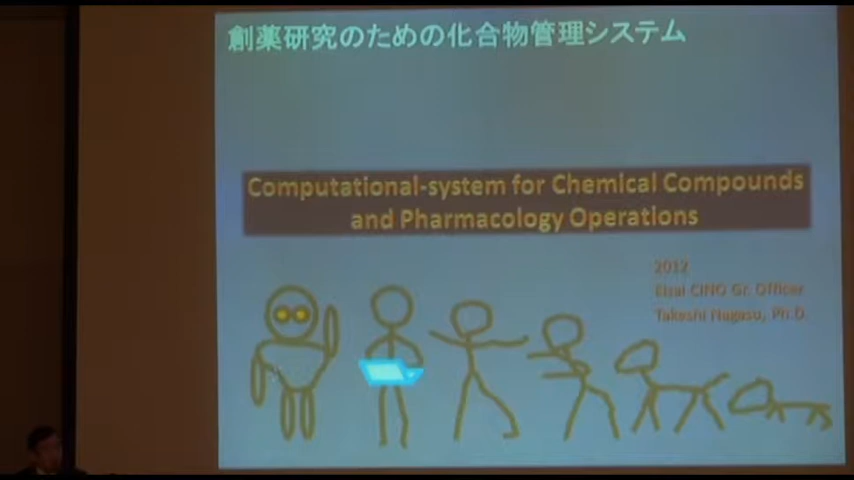 創薬研究のための化合物管理システム
Computational-system for Chemical Compounds
and Pharmacology Operations
2012
Eisai CINO Gr. Officer
Takeshi Nagasu, Ph.D.